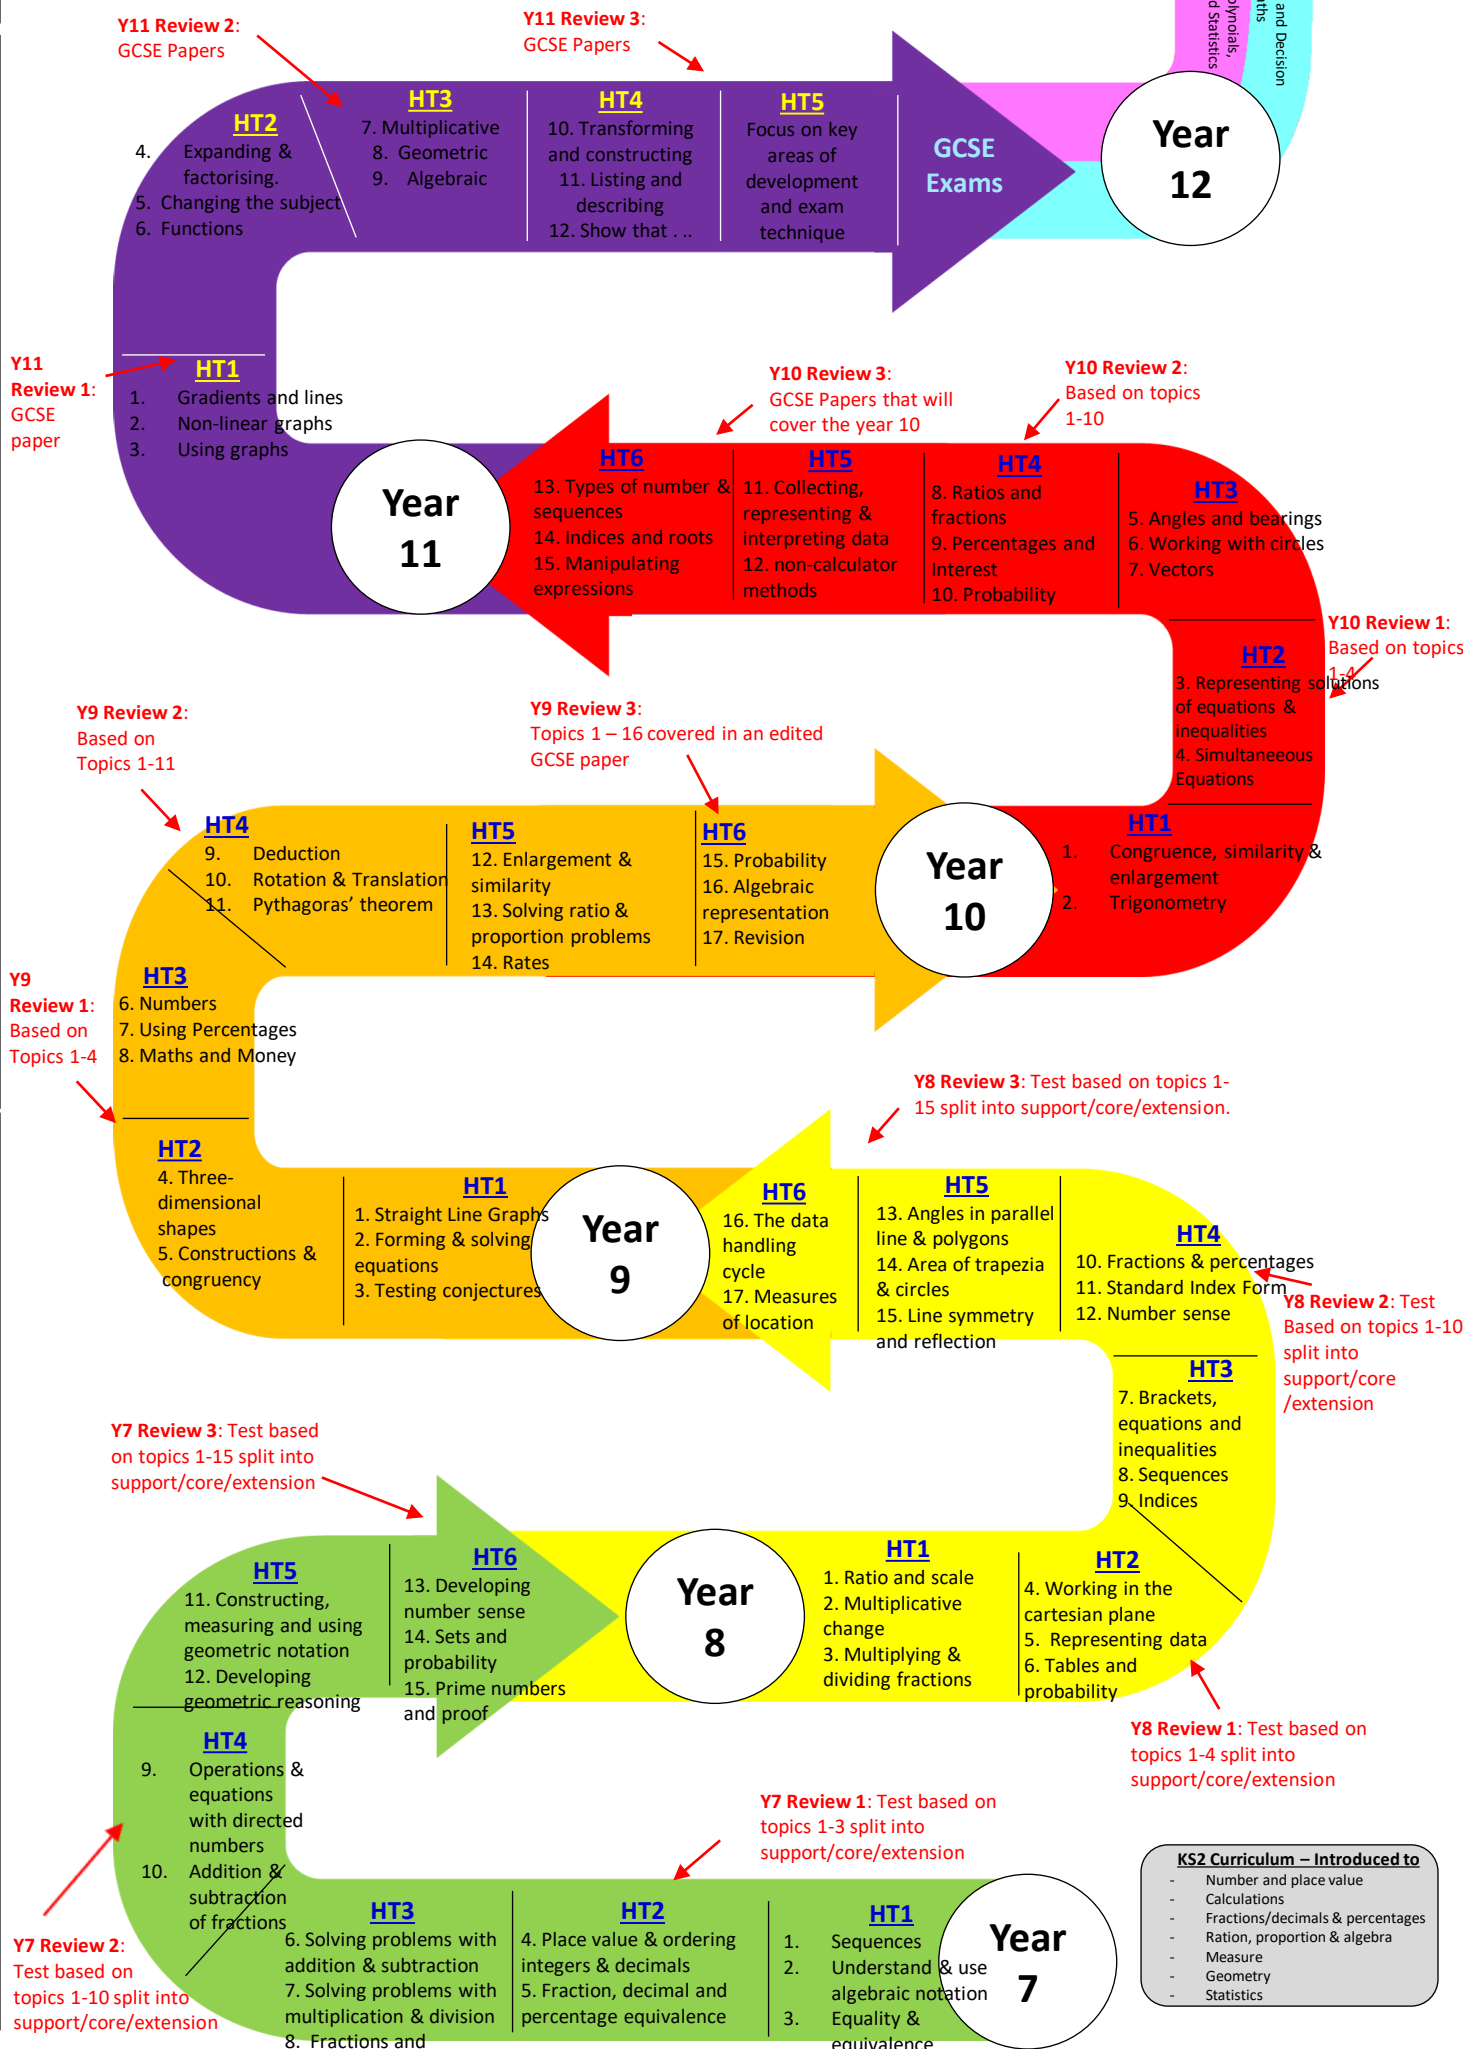 Y11 Review 2:
GCSE Papers
Y11 Review 3:
GCSE Papers
olynoials,
d Statistics
and Decision
aths
HT2
4. Expanding &
factorising.
5. Changing the subject
6. Functions
HT3
7. Multiplicative
8. Geometric
9. Algebraic
HT4
10. Transforming
and constructing
11. Listing and
describing
12. Show that . ..
HT5
Focus on key
areas of
development
and exam
technique
GCSE
Exams
Year
12
Y11
Review 1:
GCSE
paper
HT1
1. Gradients and lines
2. Non-linear graphs
3. Using graphs
Year
11
Y10 Review 3:
GCSE Papers that will
cover the year 10
Y10 Review 2:
Based on topics
1-10
HT6
13. Types of number &
sequences
14. Indices and roots
15. Manipulating
expressions
HT5
11. Collecting,
representing &
interpreting data
12. non-calculator
methods
HT4
8. Ratios and
fractions
9. Percentages and
Interest
10. Probability
HT3
5. Angles and bearings
6. Working with circles
7. Vectors
Y10 Review 1:
Based on topics
1-4
HT2
3. Representing solutions
of equations &
inequalities
4. Simultaneeous
Equations
Y9 Review 2:
Based on
Topics 1-11
Y9 Review 3:
Topics 1 – 16 covered in an edited
GCSE paper
HT4
9. Deduction
10. Rotation & Translation
11. Pythagoras’ theorem
HT5
12. Enlargement &
similarity
13. Solving ratio &
proportion problems
14. Rates
HT6
15. Probability
16. Algebraic
representation
17. Revision
Year
10
HT1
1. Congruence, similarity &
enlargement
2. Trigonometry
Y9
Review 1:
Based on
Topics 1-4
HT3
6. Numbers
7. Using Percentages
8. Maths and Money
Y8 Review 3: Test based on topics 1-
15 split into support/core/extension.
HT2
4. Three-
dimensional
shapes
5. Constructions &
congruency
HT1
1. Straight Line Graphs
2. Forming & solving
equations
3. Testing conjectures
Year
9
HT6
16. The data
handling
cycle
17. Measures
of location
HT5
13. Angles in parallel
line & polygons
14. Area of trapezia
& circles
15. Line symmetry
and reflection
HT4
10. Fractions & percentages
11. Standard Index Form
12. Number sense
Y8 Review 2: Test
Based on topics 1-10
split into
support/core
/extension
HT3
7. Brackets,
equations and
inequalities
8. Sequences
9. Indices
Y7 Review 3: Test based
on topics 1-15 split into
support/core/extension
HT5
11. Constructing,
measuring and using
geometric notation
12. Developing
geometric reasoning
HT6
13. Developing
number sense
14. Sets and
probability
15. Prime numbers
and proof
Year
8
HT1
1. Ratio and scale
2. Multiplicative
change
3. Multiplying &
dividing fractions
HT2
4. Working in the
cartesian plane
5. Representing data
6. Tables and
probability
Y8 Review 1: Test based on
topics 1-4 split into
support/core/extension
HT4
9. Operations &
equations
with directed
numbers
10. Addition &
subtraction
of fractions
Y7 Review 1: Test based on
topics 1-3 split into
support/core/extension
Y7 Review 2:
Test based on
topics 1-10 split into
support/core/extension
HT3
6. Solving problems with
addition & subtraction
7. Solving problems with
multiplication & division
8. Fractions and
HT2
4. Place value & ordering
integers & decimals
5. Fraction, decimal and
percentage equivalence
HT1
1. Sequences
2. Understand & use
algebraic notation
3. Equality &
equivalence
Year
7
KS2 Curriculum – Introduced to
- Number and place value
- Calculations
- Fractions/decimals & percentages
- Ration, proportion & algebra
- Measure
- Geometry
- Statistics